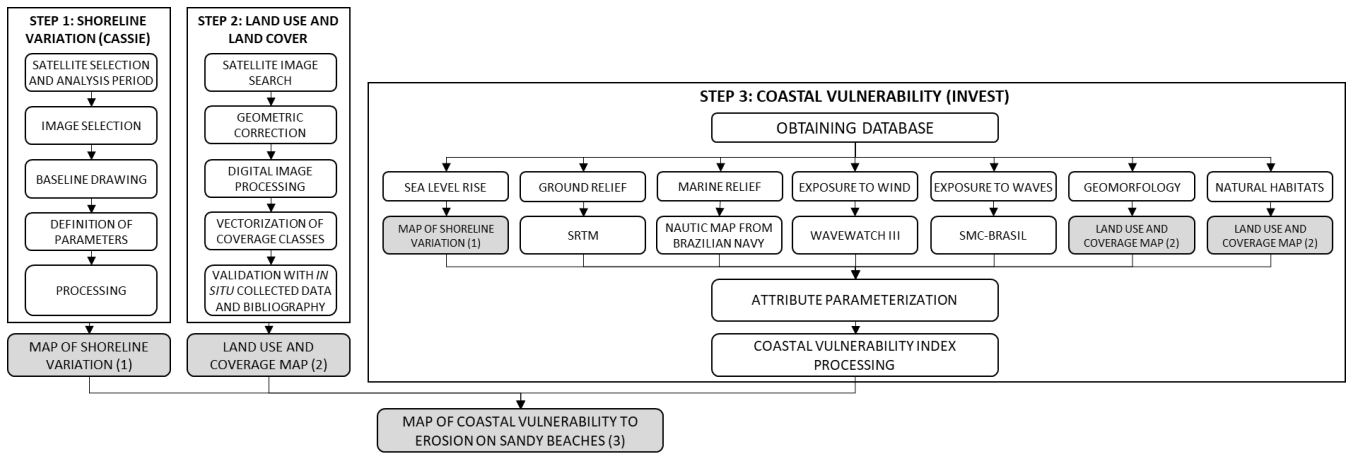 STEP 1: SHORELINE
VARIATION (CASSIE)
SATELLITE SELECTION
AND ANALYSIS PERIOD
IMAGE SELECTION
BASELINE DRAWING
DEFINITION OF
PARAMETERS
PROCESSING
MAP OF SHORELINE
VARIATION (1)
STEP 2: LAND USE AND
LAND COVER
SATELLITE IMAGE
SEARCH
GEOMETRIC
CORRECTION
DIGITAL IMAGE
PROCESSING
VECTORIZATION OF
COVERAGE CLASSES
VALIDATION WITH IN
SITU COLLECTED DATA
AND BIBLIOGRAPHY
LAND USE AND
COVERAGE MAP (2)
STEP 3: COASTAL VULNERABILITY (INVEST)
OBTAINING DATABASE
SEA LEVEL RISE
GROUND RELIEF
MARINE RELIEF
EXPOSURE TO WIND
EXPOSURE TO WAVES
GEOMORFOLOGY
NATURAL HABITATS
MAP OF SHORELINE
VARIATION (1)
SRTM
NAUTIC MAP FROM
BRAZILIAN NAVY
WAVEWATCH III
SMC-BRASIL
LAND USE AND
COVERAGE MAP (2)
LAND USE AND
COVERAGE MAP (2)
ATTRIBUTE PARAMETERIZATION
COASTAL VULNERABILITY INDEX
PROCESSING
MAP OF COASTAL VULNERABILITY TO
EROSION ON SANDY BEACHES (3)